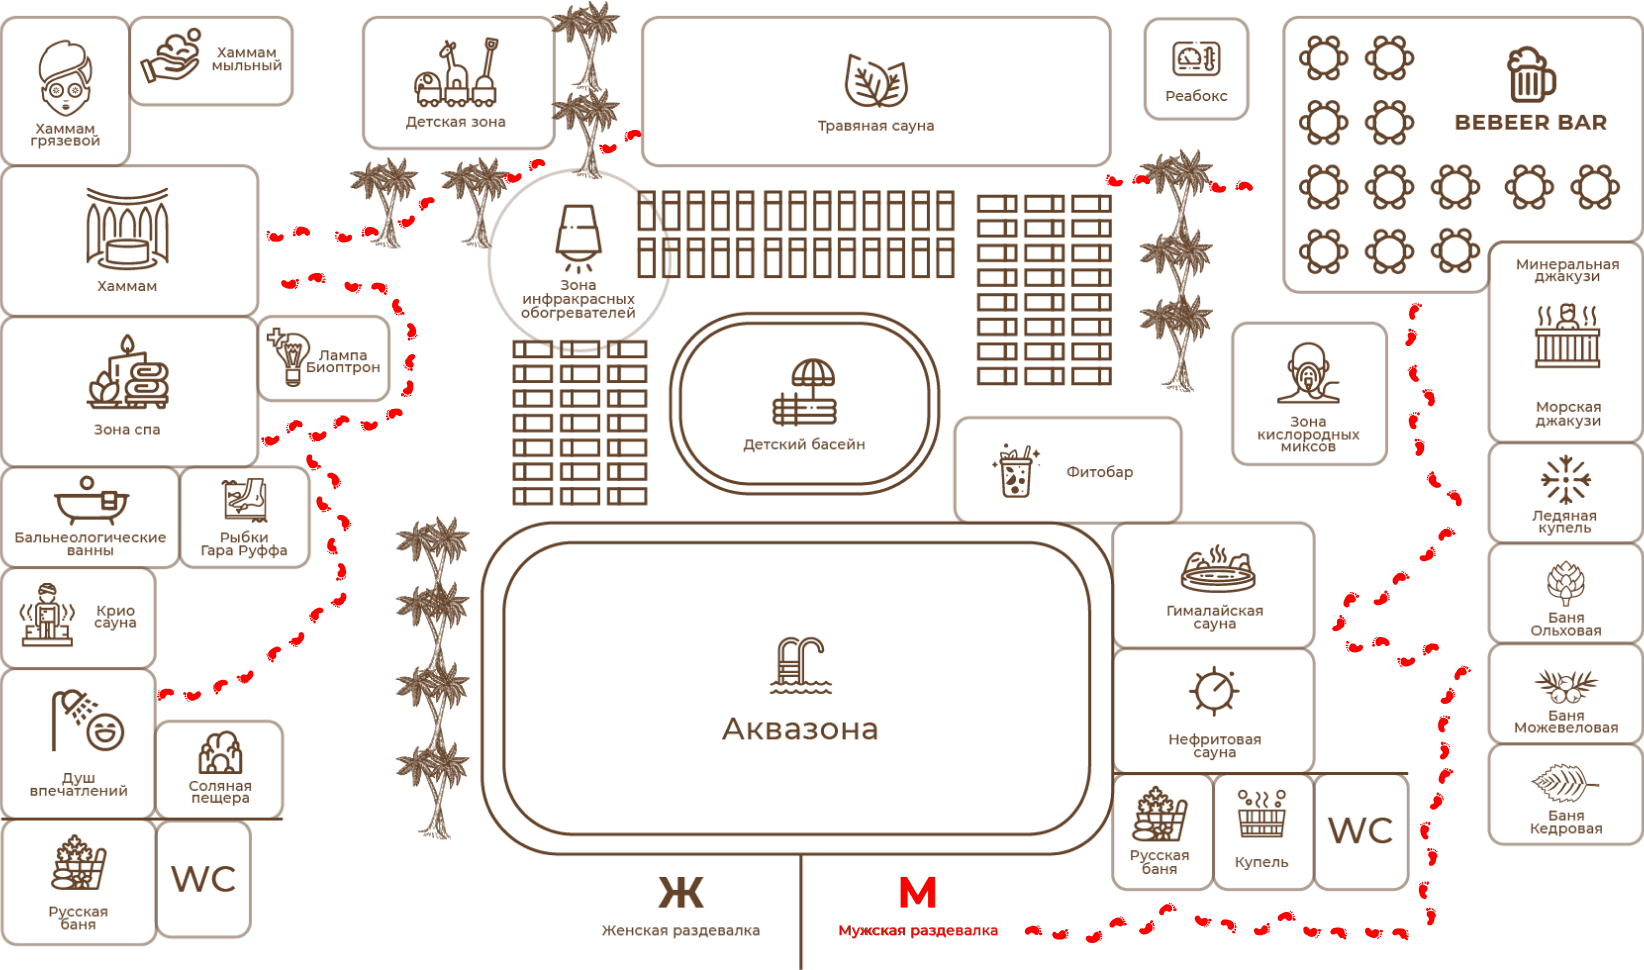 Хаммам
грязевой
Хаммам
мыльный
Детская зона
Травяная сауна
Реабокс
BEBEER BAR
Хаммам
Зона
инфракрасных
обогревателей
Минеральная
джакузи
Морская
джакузи
Зона спа
Лампа
Биоптрон
Детский басейн
Фитобар
Зона
кислородных
миксов
Бальнеологические
ванны
Рыбки
Гара Руффа
Ледяная
купель
Крио
сауна
Гималайская
сауна
Баня
Ольховая
Душ
впечатлений
Соляная
пещера
Аквазона
Нефритовая
сауна
Баня
Можевеловая
Русская
баня
WC
Русская
баня
Купель
WC
Баня
Кедровая
Ж
Женская раздевалка
М
Мужская раздевалка